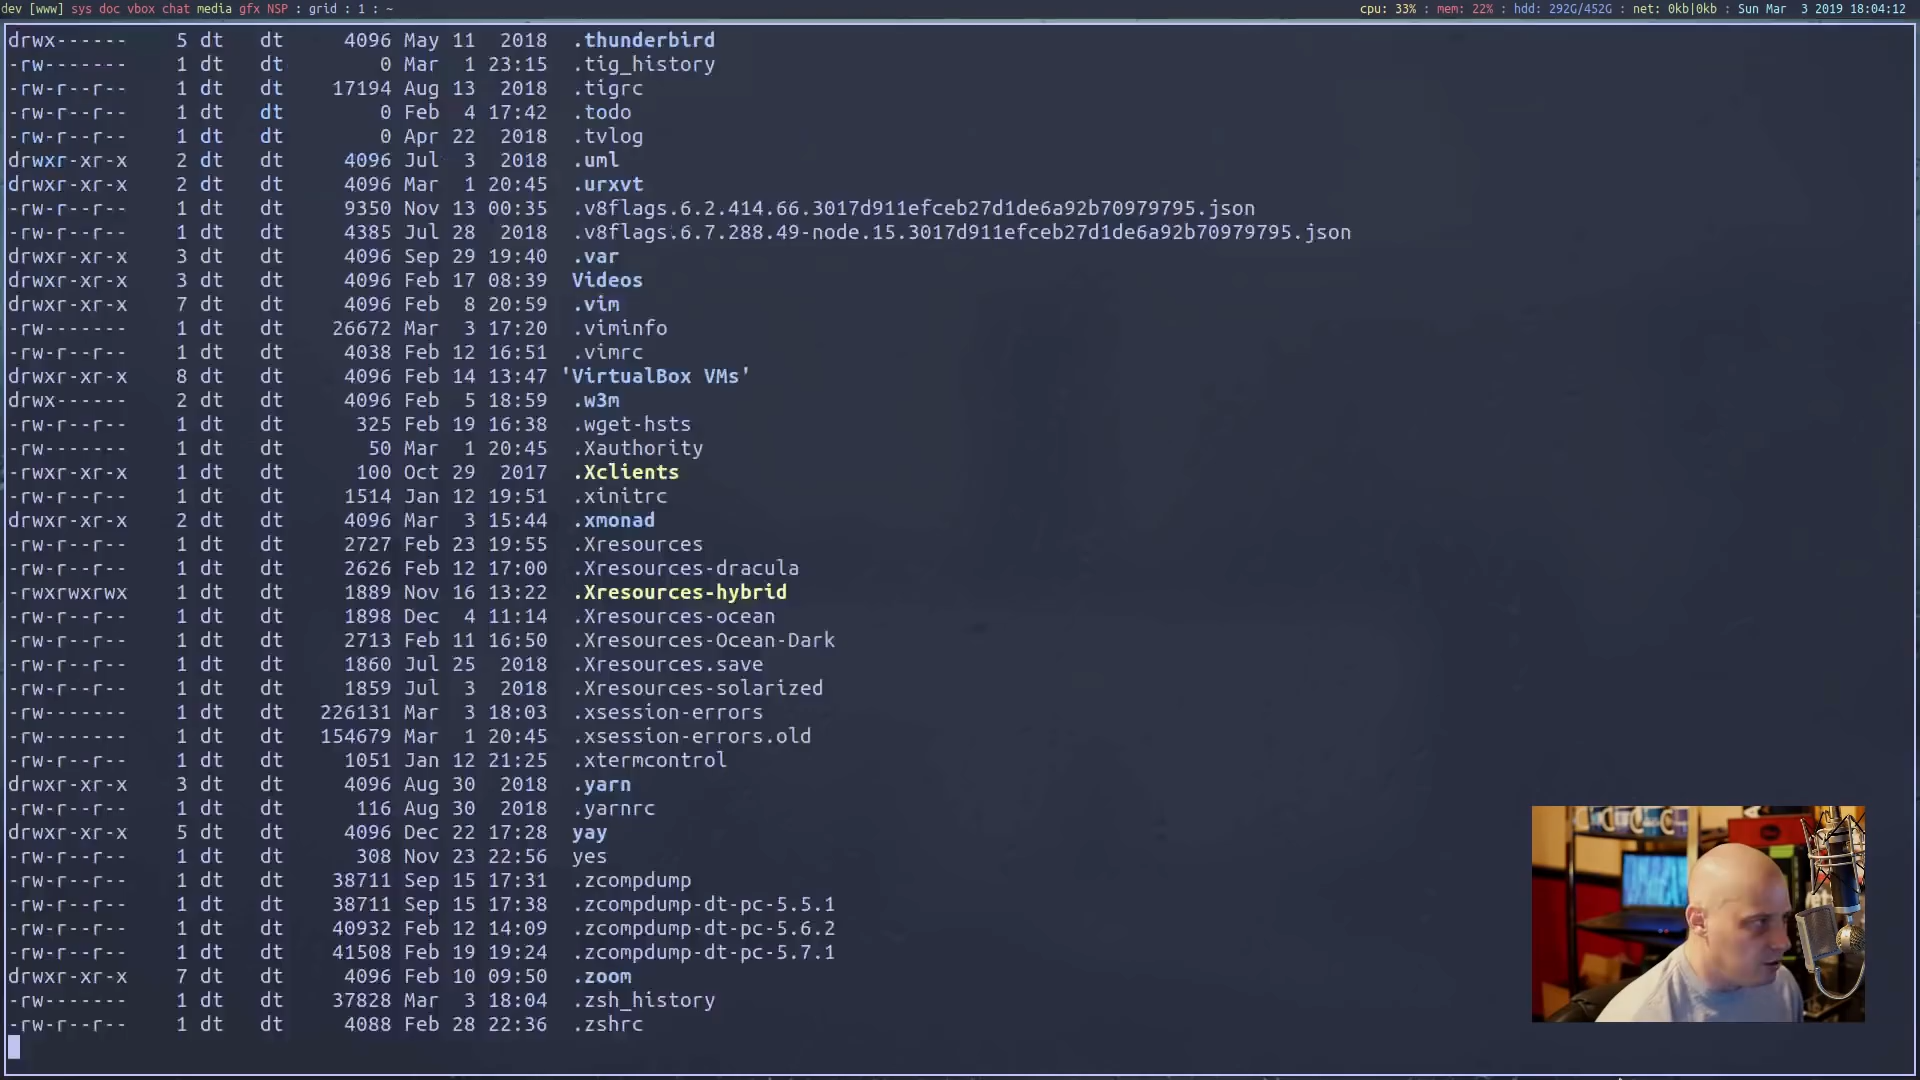 dev [www] sys doc vbox chat media gfx NSP : grid : 1 : ~
cpu: 33% : mem: 22% : hdd: 292G/452G : net: 0kb|0kb : Sun Mar  3 2019 18:04:12
drwx------ 5 dt dt 4096 May 11 2018 .thunderbird
-rw------- 1 dt dt 0 Mar 1 23:15 .tig_history
-rw-r--r-- 1 dt dt 17194 Aug 13 2018 .tigrc
-rw-r--r-- 1 dt dt 0 Feb 4 17:42 .todo
-rw-r--r-- 1 dt dt 0 Apr 22 2018 .tvlog
drwxr-xr-x 2 dt dt 4096 Jul 3 2018 .uml
drwxr-xr-x 2 dt dt 4096 Mar 1 20:45 .urxvt
-rw-r--r-- 1 dt dt 9350 Nov 13 00:35 .v8flags.6.2.414.66.3017d911efceb27d1de6a92b70979795.json
-rw-r--r-- 1 dt dt 4385 Jul 28 2018 .v8flags.6.7.288.49-node.15.3017d911efceb27d1de6a92b70979795.json
drwxr-xr-x 3 dt dt 4096 Sep 29 19:40 .var
drwxr-xr-x 3 dt dt 4096 Feb 17 08:39 Videos
drwxr-xr-x 7 dt dt 4096 Feb 8 20:59 .vim
-rw------- 1 dt dt 26672 Mar 3 17:20 .viminfo
-rw-r--r-- 1 dt dt 4038 Feb 12 16:51 .vimrc
drwxr-xr-x 8 dt dt 4096 Feb 14 13:47 'VirtualBox VMs'
drwx------ 2 dt dt 4096 Feb 5 18:59 .w3m
-rw-r--r-- 1 dt dt 325 Feb 19 16:38 .wget-hsts
-rw------- 1 dt dt 50 Mar 1 20:45 .Xauthority
-rwxr-xr-x 1 dt dt 100 Oct 29 2017 .Xclients
-rw-r--r-- 1 dt dt 1514 Jan 12 19:51 .xinitrc
drwxr-xr-x 2 dt dt 4096 Mar 3 15:44 .xmonad
-rw-r--r-- 1 dt dt 2727 Feb 23 19:55 .Xresources
-rw-r--r-- 1 dt dt 2626 Feb 12 17:00 .Xresources-dracula
-rwxrwxrwx 1 dt dt 1889 Nov 16 13:22 .Xresources-hybrid
-rw-r--r-- 1 dt dt 1898 Dec 4 11:14 .Xresources-ocean
-rw-r--r-- 1 dt dt 2713 Feb 11 16:50 .Xresources-Ocean-Dark
-rw-r--r-- 1 dt dt 1860 Jul 25 2018 .Xresources.save
-rw-r--r-- 1 dt dt 1859 Jul 3 2018 .Xresources-solarized
-rw------- 1 dt dt 226131 Mar 3 18:03 .xsession-errors
-rw------- 1 dt dt 154679 Mar 1 20:45 .xsession-errors.old
-rw-r--r-- 1 dt dt 1051 Jan 12 21:25 .xtermcontrol
drwxr-xr-x 3 dt dt 4096 Aug 30 2018 .yarn
-rw-r--r-- 1 dt dt 116 Aug 30 2018 .yarnrc
drwxr-xr-x 5 dt dt 4096 Dec 22 17:28 yay
-rw-r--r-- 1 dt dt 308 Nov 23 22:56 yes
-rw-r--r-- 1 dt dt 38711 Sep 15 17:31 .zcompdump
-rw-r--r-- 1 dt dt 38711 Sep 15 17:38 .zcompdump-dt-pc-5.5.1
-rw-r--r-- 1 dt dt 40932 Feb 12 14:09 .zcompdump-dt-pc-5.6.2
-rw-r--r-- 1 dt dt 41508 Feb 19 19:24 .zcompdump-dt-pc-5.7.1
drwxr-xr-x 7 dt dt 4096 Feb 10 09:50 .zoom
-rw------- 1 dt dt 37828 Mar 3 18:04 .zsh_history
-rw-r--r-- 1 dt dt 4088 Feb 28 22:36 .zshrc